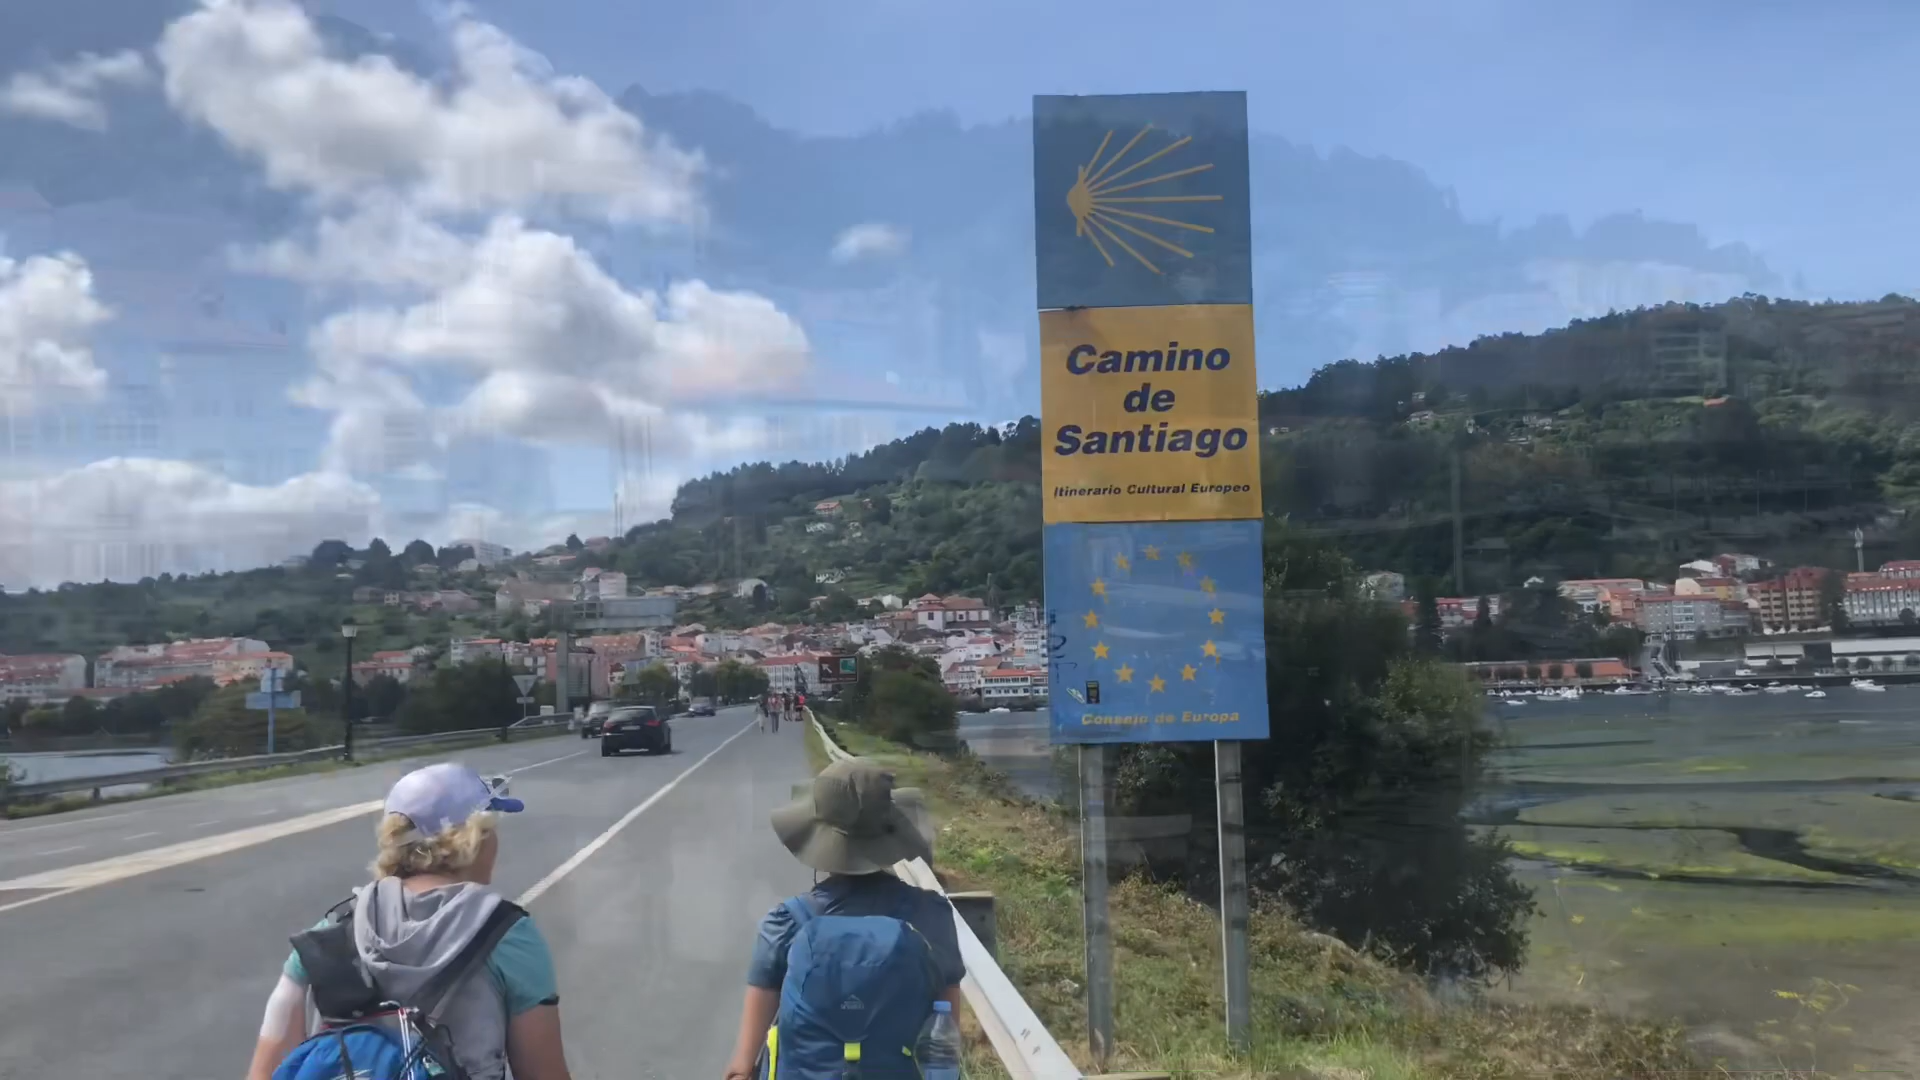 Camino
de
Santiago
Itinerario Cultural Europeo
Consejo de Europa